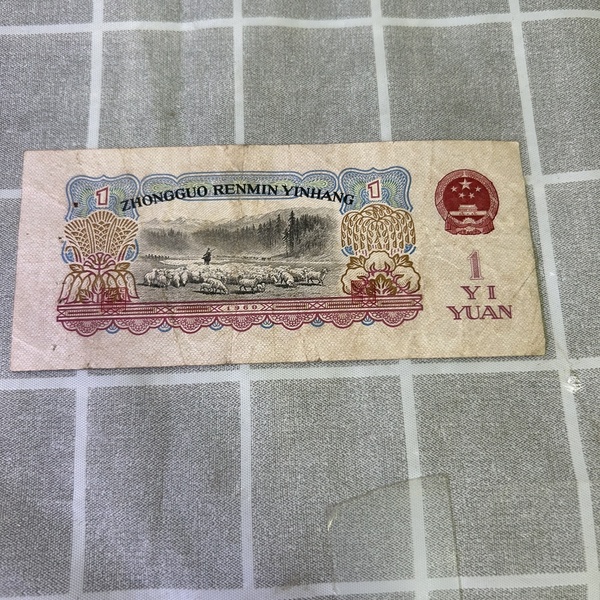 1 ZHONGGUO RENMIN YINHANG 1
1960
1
YI
YUAN